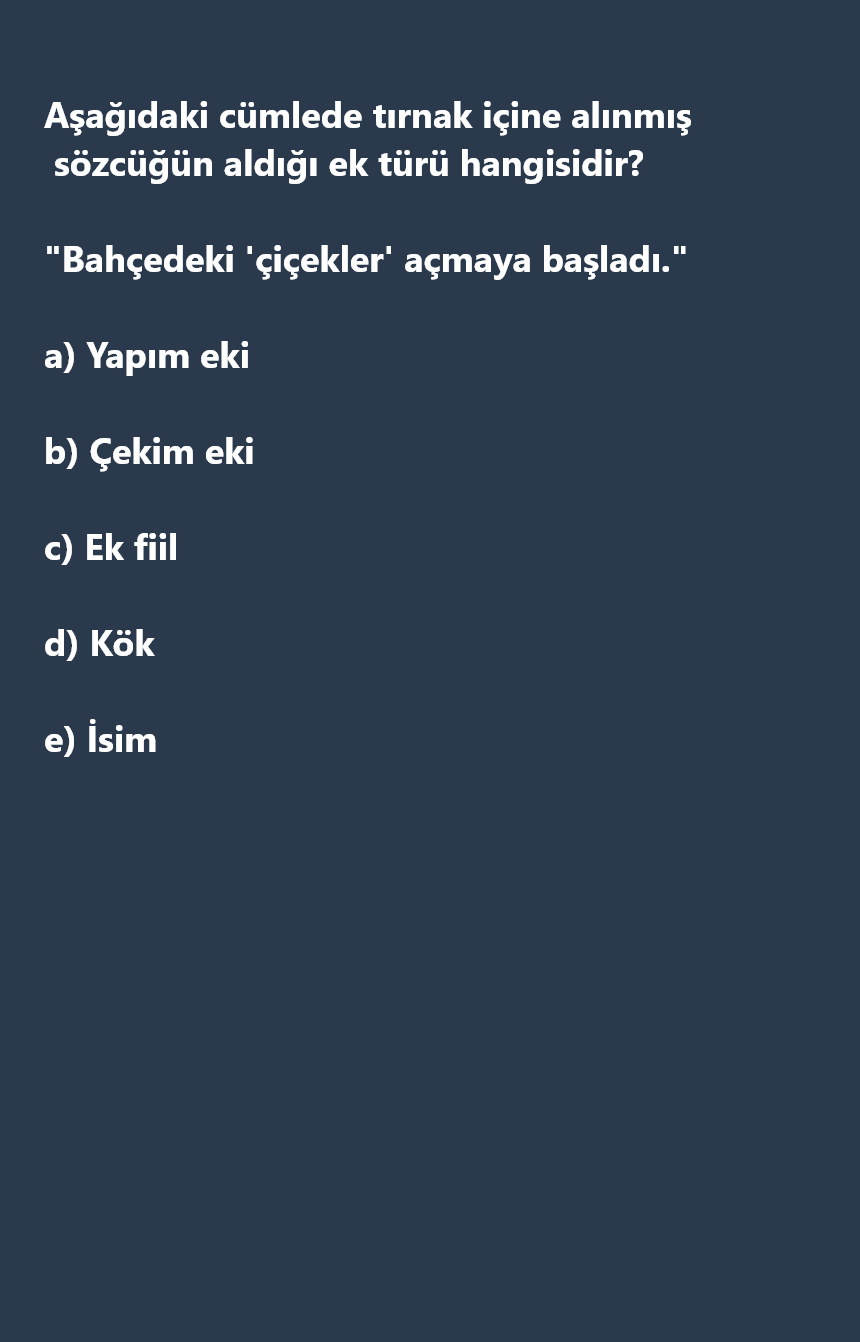 Aşağıdaki cümlede tırnak içine alınmış
sözcüğün aldığı ek türü hangisidir?
"Bahçedeki 'çiçekler' açmaya başladı."
a) Yapım eki
b) Çekim eki
c) Ek fiil
d) Kök
e) İsim